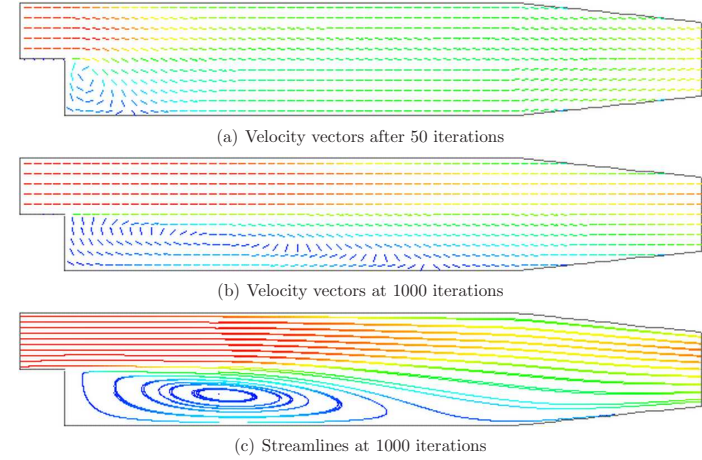 (a) Velocity vectors after 50 iterations
(b) Velocity vectors at 1000 iterations
(c) Streamlines at 1000 iterations